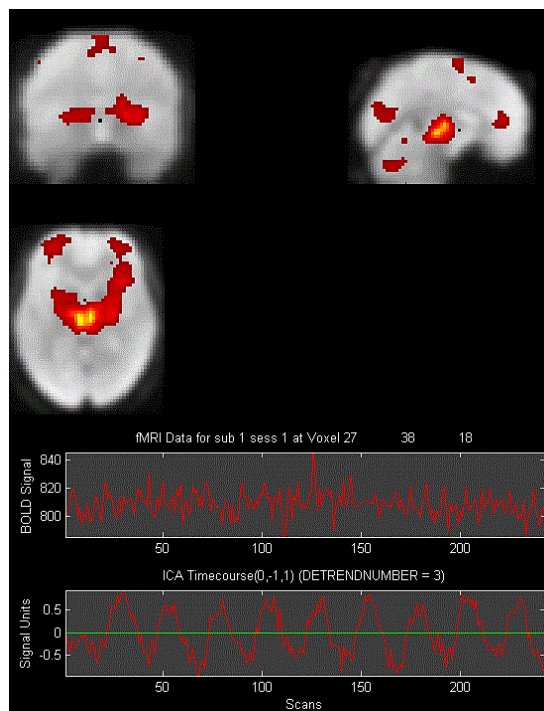 fMRI Data for sub 1 sess 1 at Voxel 27 38 18
BOLD Signal
840
820
800
50
100
150
200
ICA Timecourse(0,-1,1) (DETRENDNUMBER = 3)
Signal Units
0.5
0
-0.5
50
100
150
200
Scans